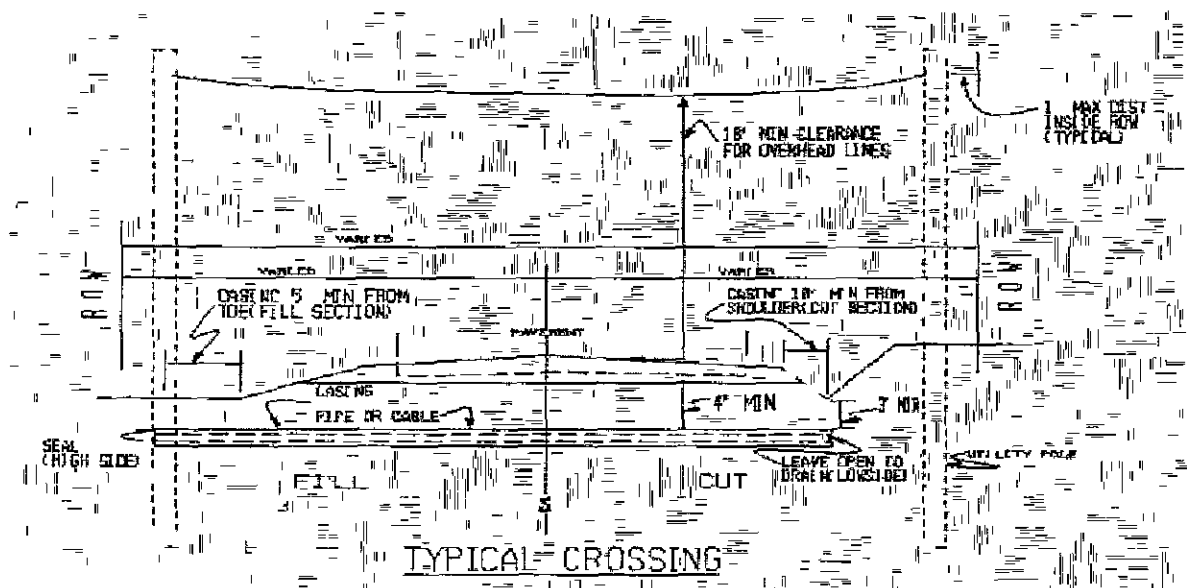 MAX DIST
INSIDE ROW
(TYPICAL)
18' MIN CLEARANCE
FOR OVERHEAD LINES
VARIES
VARIES
VARIES
ROW
ROW
CASING 5' MIN FROM
TOE(FILL SECTION)
CASING 10' MIN FROM
SHOULDER(CUT SECTION)
PAVEMENT
CASING
PIPE OR CABLE
4' MIN
3' MIN
SEAL
(HIGH SIDE)
LEAVE OPEN TO
DRAIN(LOWSIDE)
UTILITY POLE
FILL
CUT
TYPICAL CROSSING